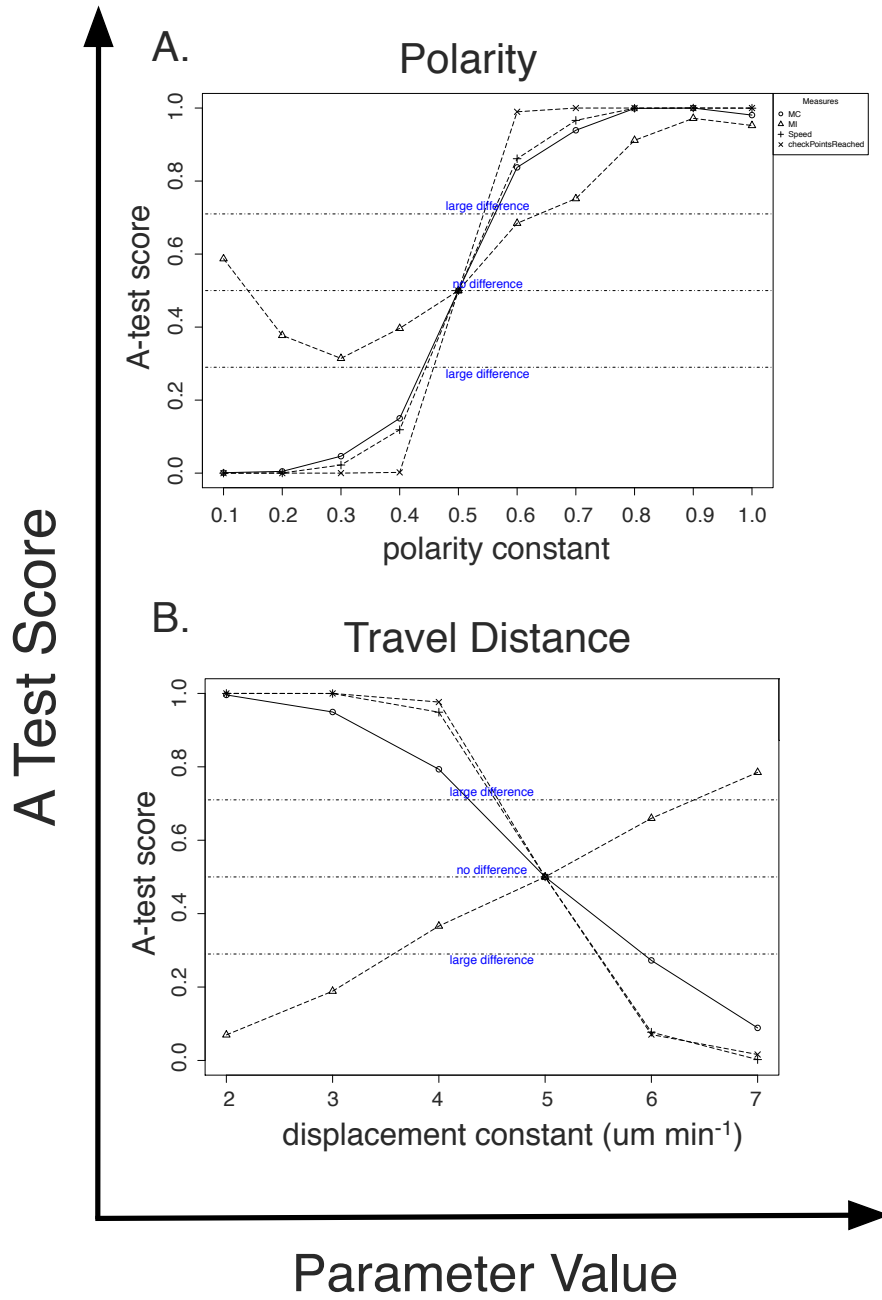 A.
Polarity
Measures
MC
MI
Speed
checkPointsReached
1.0
0.8
0.6
0.4
0.2
0.0
A-test score
large difference
no difference
large difference
0.1 0.2 0.3 0.4 0.5 0.6 0.7 0.8 0.9 1.0
polarity constant
A Test Score
B.
Travel Distance
1.0
0.8
0.6
0.4
0.2
0.0
A-test score
large difference
no difference
large difference
2 3 4 5 6 7
displacement constant (um min⁻¹)
Parameter Value